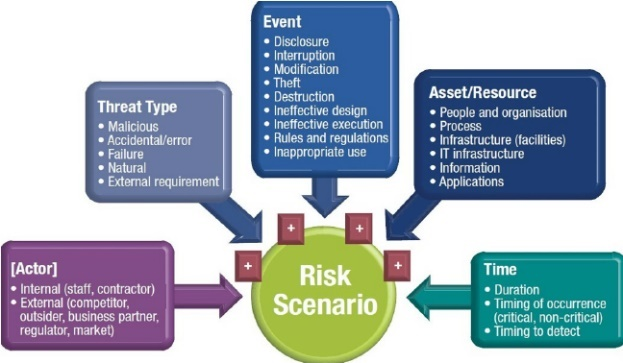 Event
• Disclosure
• Interruption
• Modification
• Theft
• Destruction
• Ineffective design
• Ineffective execution
• Rules and regulations
• Inappropriate use
Threat Type
• Malicious
• Accidental/error
• Failure
• Natural
• External requirement
Asset/Resource
• People and organisation
• Process
• Infrastructure (facilities)
• IT infrastructure
• Information
• Applications
+
+
+
+
[Actor]
• Internal (staff, contractor)
• External (competitor,
outsider, business partner,
regulator, market)
Risk
Scenario
Time
• Duration
• Timing of occurrence
(critical, non-critical)
• Timing to detect